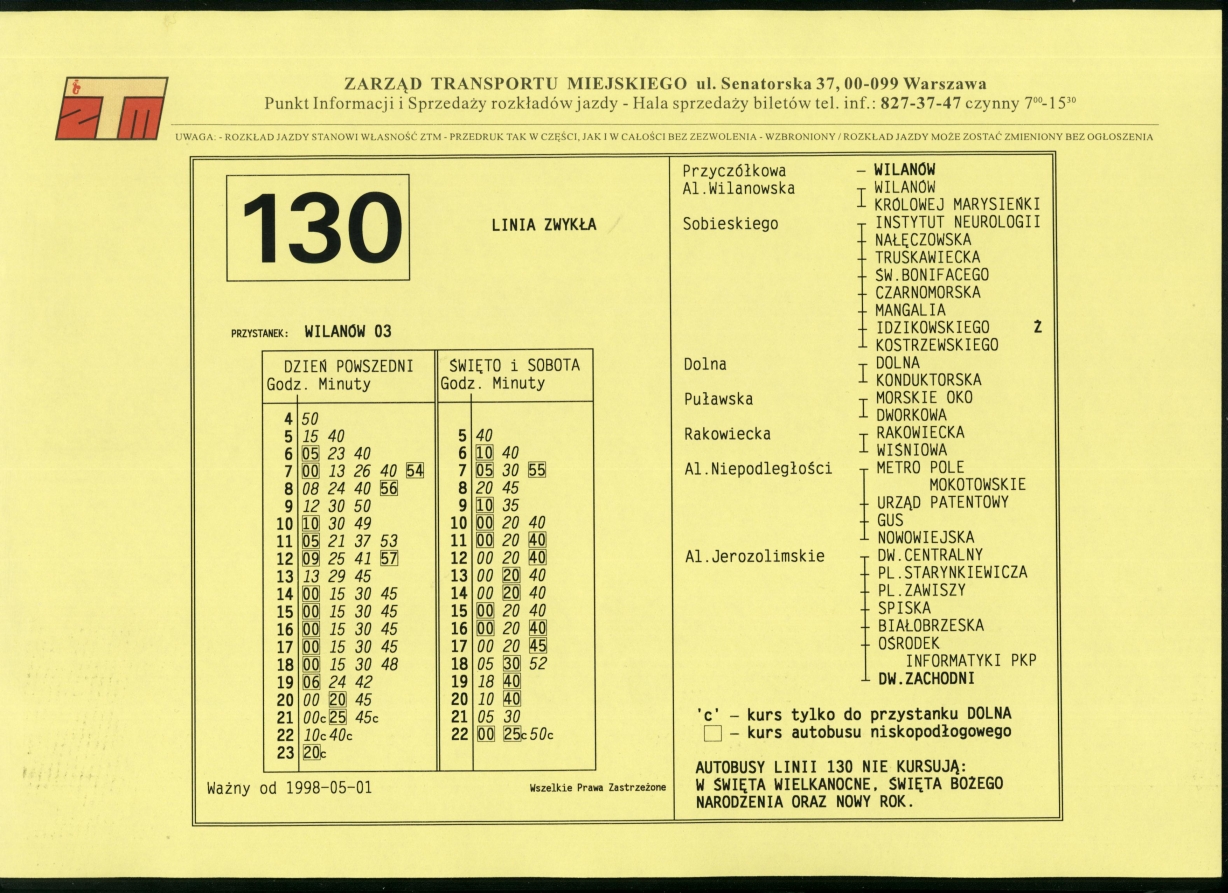 ZTM
ZARZĄD TRANSPORTU MIEJSKIEGO ul. Senatorska 37, 00-099 Warszawa
Punkt Informacji i Sprzedaży rozkładów jazdy - Hala sprzedaży biletów tel. inf.: 827-37-47 czynny 7⁰⁰-15³⁰
UWAGA: - ROZKŁAD JAZDY STANOWI WŁASNOŚĆ ZTM - PRZEDRUK TAK W CZĘŚCI, JAK I W CAŁOŚCI BEZ ZEZWOLENIA - WZBRONIONY / ROZKŁAD JAZDY MOŻE ZOSTAĆ ZMIENIONY BEZ OGŁOSZENIA
130
LINIA ZWYKŁA
PRZYSTANEK: WILANÓW 03
DZIEŃ POWSZEDNI
Godz. Minuty
4 50
5 15 40
6 05 23 40
7 00 13 26 40 54
8 08 24 40 56
9 12 30 50
10 10 30 49
11 05 21 37 53
12 09 25 41 57
13 13 29 45
14 00 15 30 45
15 00 15 30 45
16 00 15 30 45
17 00 15 30 45
18 00 15 30 48
19 06 24 42
20 00 20 45
21 00c 25 45c
22 10c 40c
23 20c
ŚWIĘTO i SOBOTA
Godz. Minuty
5 40
6 10 40
7 05 30 55
8 20 45
9 10 35
10 00 20 40
11 00 20 40
12 00 20 40
13 00 20 40
14 00 20 40
15 00 20 40
16 00 20 40
17 00 20 45
18 05 30 52
19 18 40
20 10 40
21 05 30
22 00 25c 50c
Ważny od 1998-05-01
Wszelkie Prawa Zastrzeżone
Przyczółkowa – WILANÓW
Al.Wilanowska WILANÓW
KRÓLOWEJ MARYSIEŃKI
Sobieskiego INSTYTUT NEUROLOGII
NAŁĘCZOWSKA
TRUSKAWIECKA
ŚW.BONIFACEGO
CZARNOMORSKA
MANGALIA
IDZIKOWSKIEGO Ż
KOSTRZEWSKIEGO
Dolna DOLNA
KONDUKTORSKA
Puławska MORSKIE OKO
DWORKOWA
Rakowiecka RAKOWIECKA
WIŚNIOWA
Al.Niepodległości METRO POLE
MOKOTOWSKIE
URZĄD PATENTOWY
GUS
NOWOWIEJSKA
Al.Jerozolimskie DW.CENTRALNY
PL.STARYNKIEWICZA
PL.ZAWISZY
SPISKA
BIAŁOBRZESKA
OŚRODEK
INFORMATYKI PKP
DW.ZACHODNI
'c' – kurs tylko do przystanku DOLNA
□ – kurs autobusu niskopodłogowego
AUTOBUSY LINII 130 NIE KURSUJĄ:
W ŚWIĘTA WIELKANOCNE, ŚWIĘTA BOŻEGO
NARODZENIA ORAZ NOWY ROK.